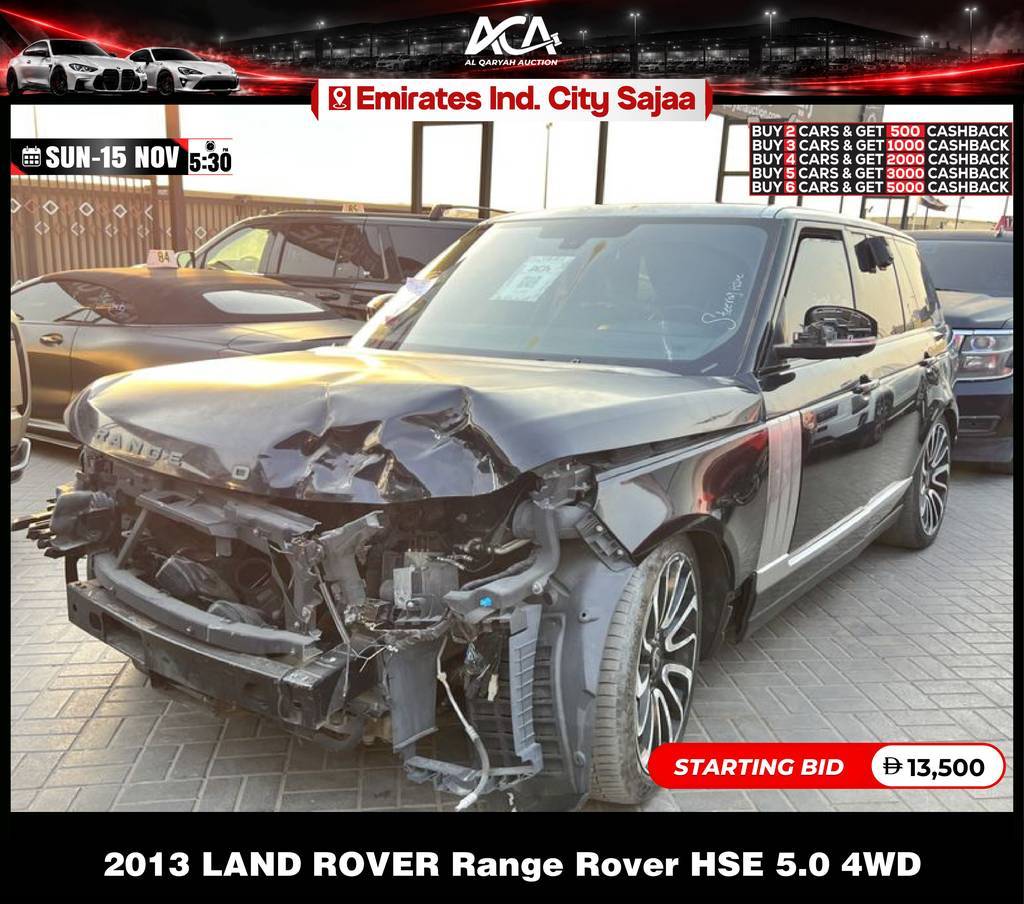 ACA
AL QARYAH AUCTION
Emirates Ind. City Sajaa
SUN-15 NOV 5:30 PM
BUY 2 CARS & GET 500 CASHBACK
BUY 3 CARS & GET 1000 CASHBACK
BUY 4 CARS & GET 2000 CASHBACK
BUY 5 CARS & GET 3000 CASHBACK
BUY 6 CARS & GET 5000 CASHBACK
84
ACA
RANGE O
STARTING BID
13,500
2013 LAND ROVER Range Rover HSE 5.0 4WD